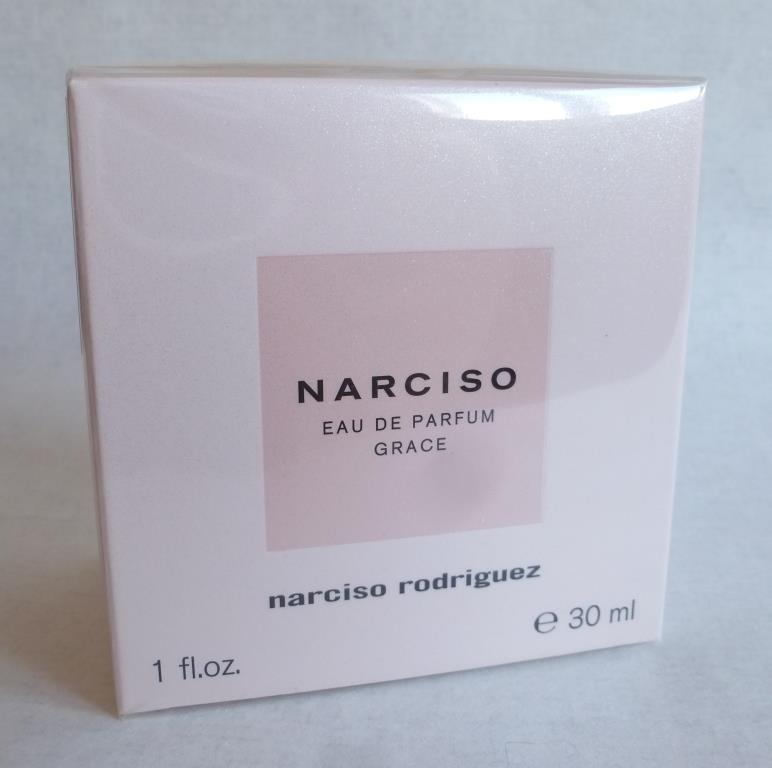 NARCISO
EAU DE PARFUM
GRACE
narciso rodriguez
1 fl.oz.
℮ 30 ml